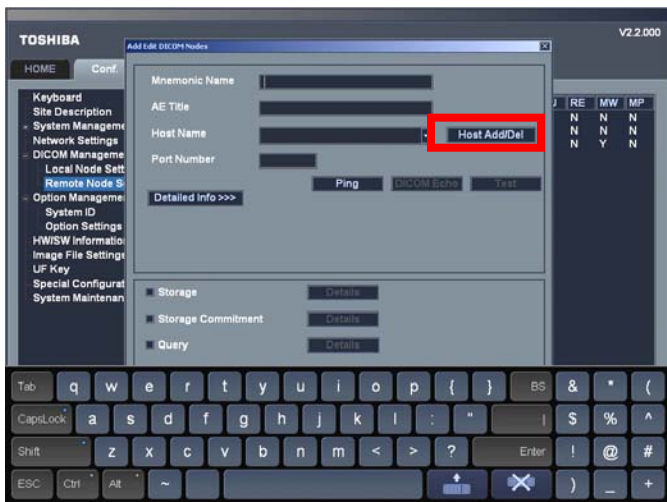 TOSHIBA
V2.2.000
Add Edit DICOM Nodes
HOME Conf.
Mnemonic Name
AE Title
Host Name
Host Add/Del
Port Number
Ping DICOM Echo Test
Detailed Info >>>
Keyboard
Site Description
System Manageme
Network Settings
DICOM Manageme
Local Node Sett
Remote Node S
Option Manageme
System ID
Option Settings
HW/SW Informatio
Image File Settings
UF Key
Special Configurat
System Maintenan
RE MW MP
N N N
N N N
N Y N
Storage Details
Storage Commitment Details
Query Details
Tab q w e r t y u i o p { } BS & * (
CapsLock a s d f g h j k l : " | $ % ^
Shift z x c v b n m < > ? Enter ! @ #
ESC Ctrl Alt ~ ) _ +